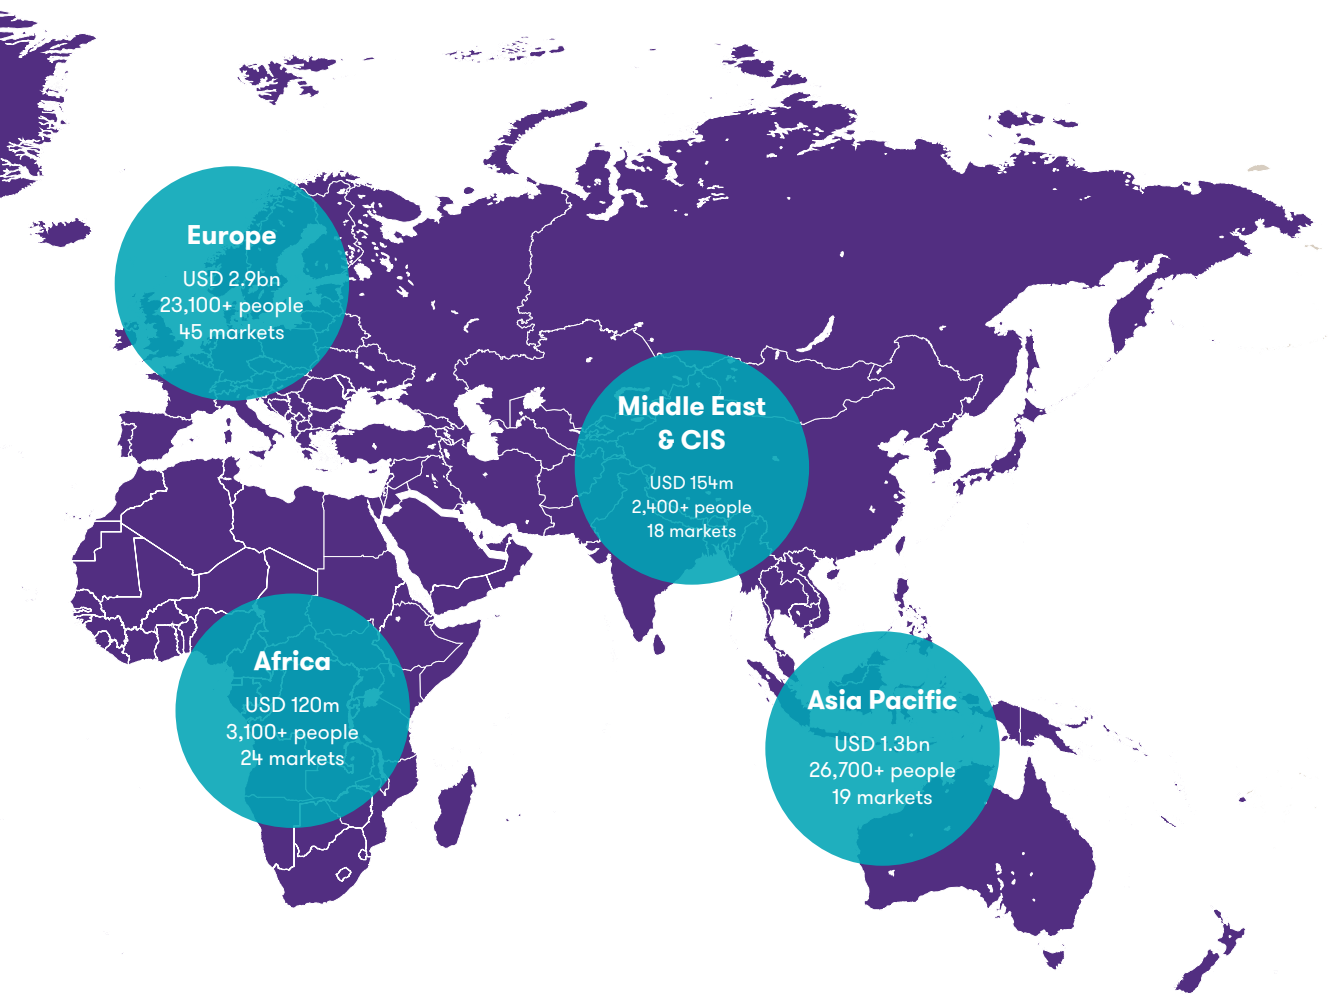 Europe
USD 2.9bn
23,100+ people
45 markets
Middle East
& CIS
USD 154m
2,400+ people
18 markets
Africa
USD 120m
3,100+ people
24 markets
Asia Pacific
USD 1.3bn
26,700+ people
19 markets